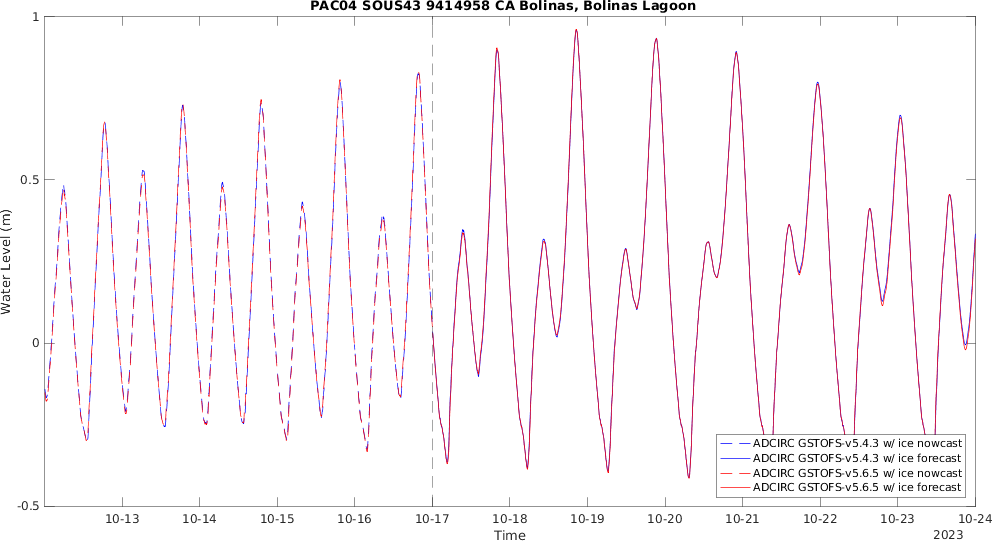 PAC04 SOUS43 9414958 CA Bolinas, Bolinas Lagoon
1
0.5
0
-0.5
Water Level (m)
10-13 10-14 10-15 10-16 10-17 10-18 10-19 10-20 10-21 10-22 10-23 10-24
Time
2023
ADCIRC GSTOFS-v5.4.3 w/ ice nowcast
ADCIRC GSTOFS-v5.4.3 w/ ice forecast
ADCIRC GSTOFS-v5.6.5 w/ ice nowcast
ADCIRC GSTOFS-v5.6.5 w/ ice forecast